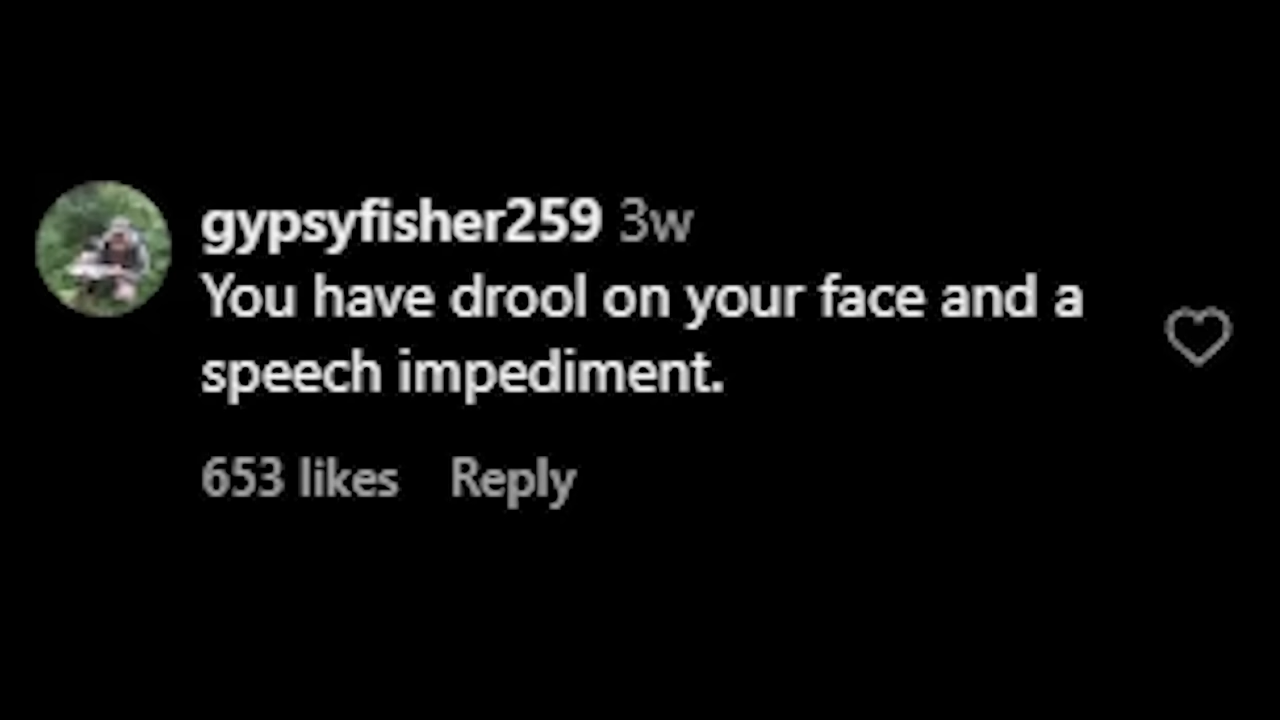 gypsyfisher259 3w
You have drool on your face and a
speech impediment.
653 likes Reply